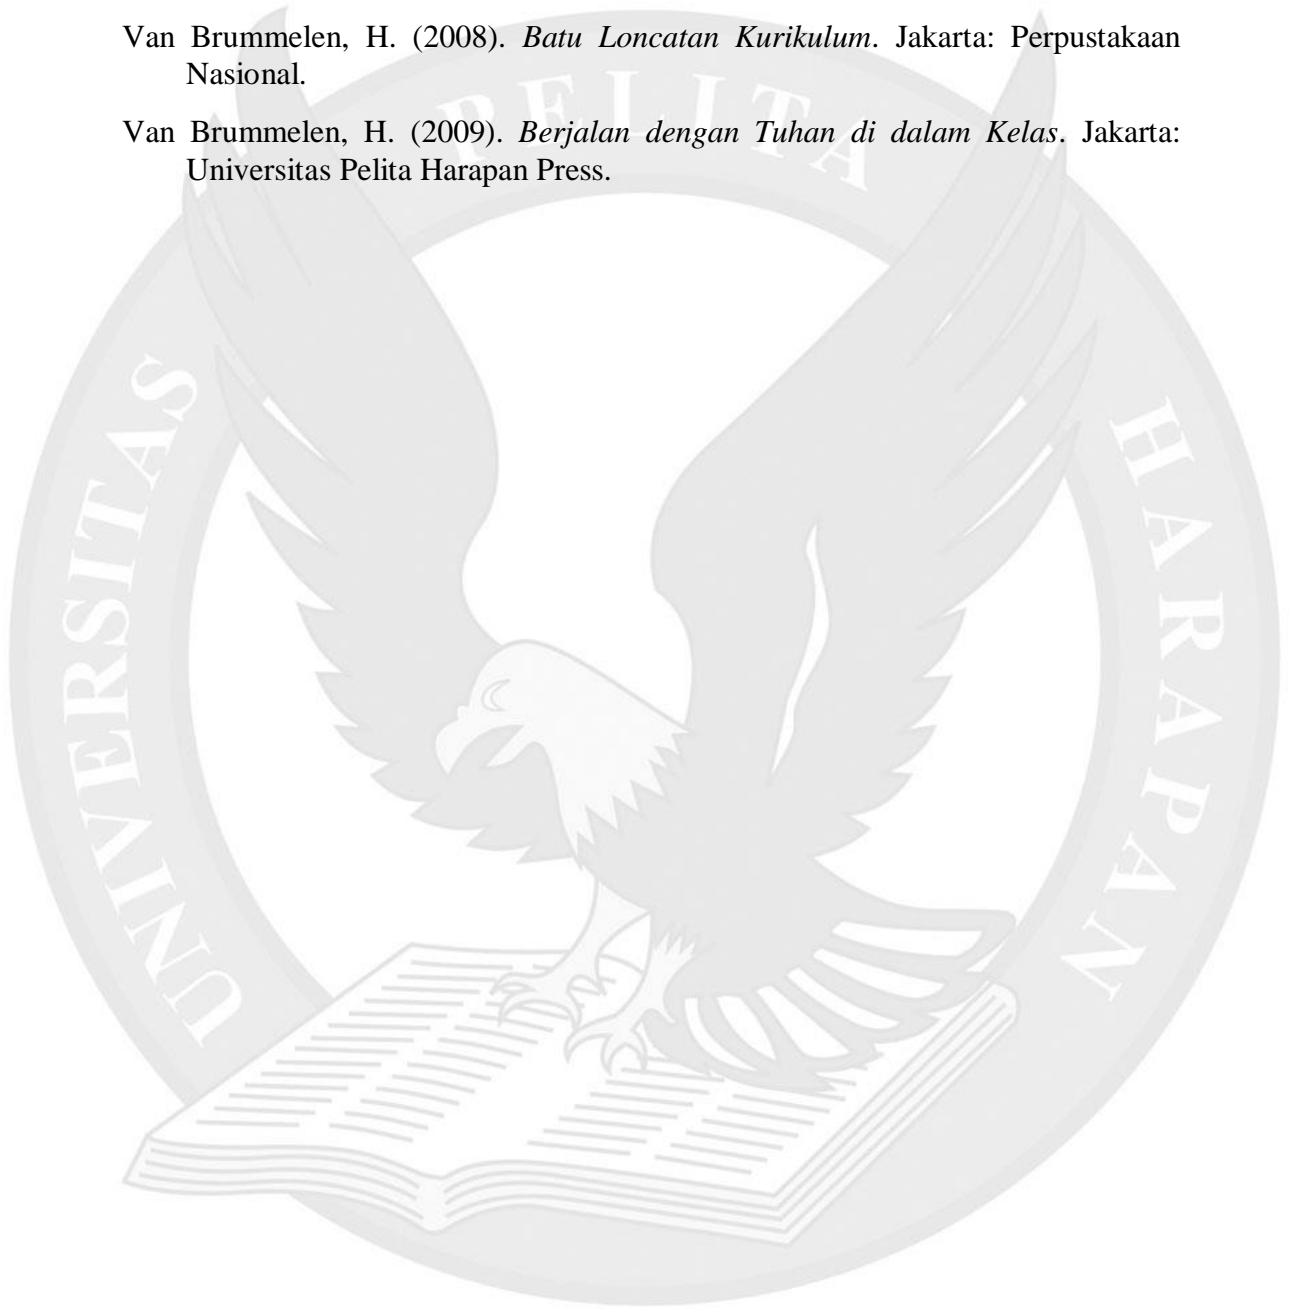 Van Brummelen, H. (2008). Batu Loncatan Kurikulum. Jakarta: Perpustakaan
Nasional.
Van Brummelen, H. (2009). Berjalan dengan Tuhan di dalam Kelas. Jakarta:
Universitas Pelita Harapan Press.
UNIVERSITAS PELITA HARAPAN